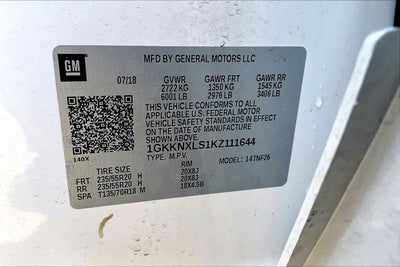 GM
MFD BY GENERAL MOTORS LLC
07/18 GVWR GAWR FRT GAWR RR
2722 KG 1350 KG 1545 KG
6001 LB 2976 LB 3406 LB
THIS VEHICLE CONFORMS TO ALL
APPLICABLE U.S. FEDERAL MOTOR
VEHICLE SAFETY STANDARDS IN EFFECT
ON THE DATE OF MANUFACTURE
SHOWN ABOVE.
1GKKNXLS1KZ111644
140X TYPE: M.P.V. MODEL: 14TNF26
TIRE SIZE RIM
FRT 235/55R20 H 20X8J
RR 235/55R20 H 20X8J
SPA T135/70R18 M 18X4.5B